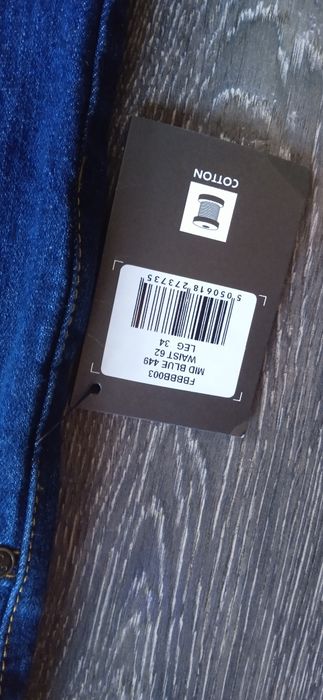 COTTON
5 050618 273735
FBBBB003
MID BLUE 449
WAIST 62
LEG 34